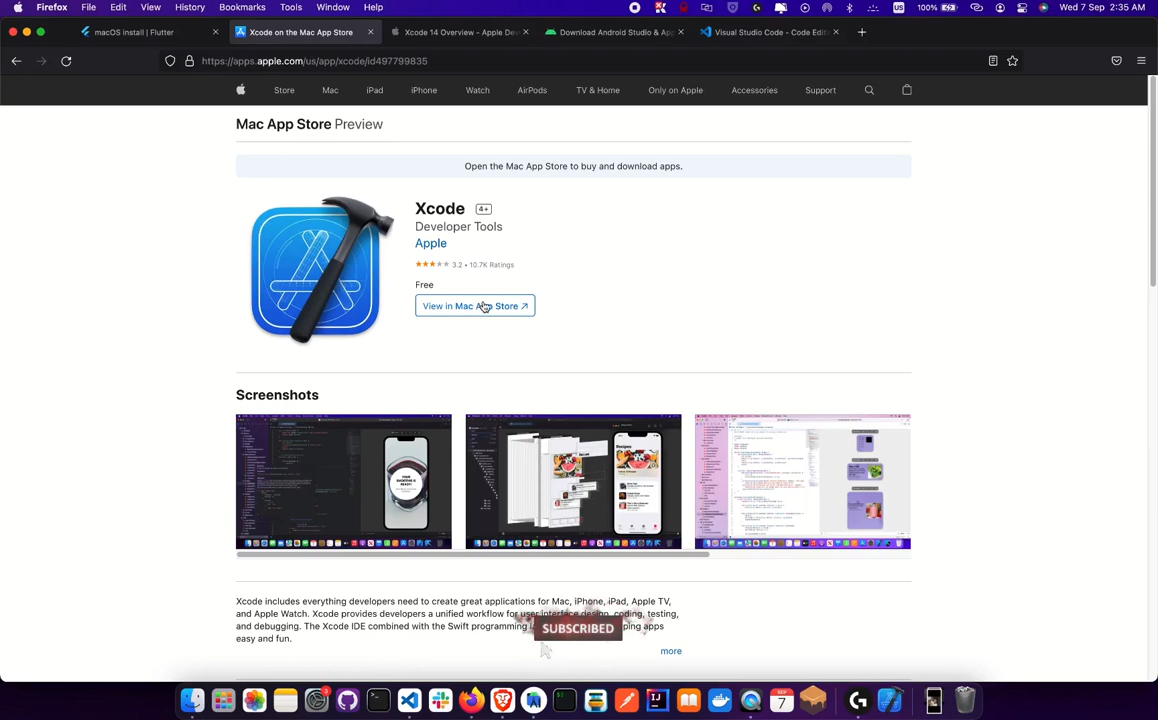 Firefox File Edit View History Bookmarks Tools Window Help 100% Wed 7 Sep 2:35 AM
macOS install | Flutter Xcode on the Mac App Store Xcode 14 Overview - Apple Dev Download Android Studio & App Visual Studio Code - Code Edit
https://apps.apple.com/us/app/xcode/id497799835
Store Mac iPad iPhone Watch AirPods TV & Home Only on Apple Accessories Support
Mac App Store Preview
Open the Mac App Store to buy and download apps.
Xcode 4+
Developer Tools
Apple
3.2 • 10.7K Ratings
Free
View in Mac App Store ↗
Screenshots
Xcode includes everything developers need to create great applications for Mac, iPhone, iPad, Apple TV,
and Apple Watch. Xcode provides developers a unified workflow for user interface design, coding, testing,
and debugging. The Xcode IDE combined with the Swift programming apps
easy and fun.
SUBSCRIBED
more